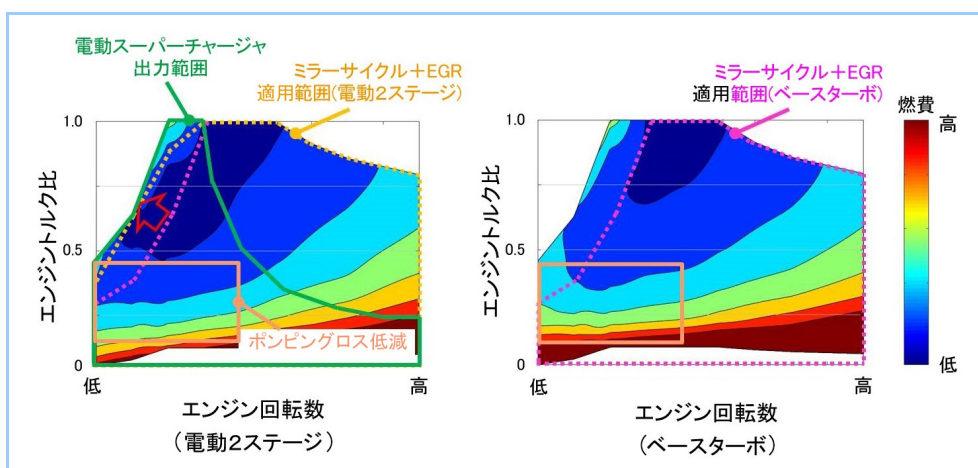 電動スーパーチャージャ
出力範囲
ミラーサイクル+EGR
適用範囲(電動2ステージ)
1.0
0.5
0
エンジントルク比
ポンピングロス低減
低
高
エンジン回転数
(電動2ステージ)
ミラーサイクル+EGR
適用範囲(ベースターボ)
1.0
0.5
0
エンジントルク比
低
高
エンジン回転数
(ベースターボ)
燃費
高
低